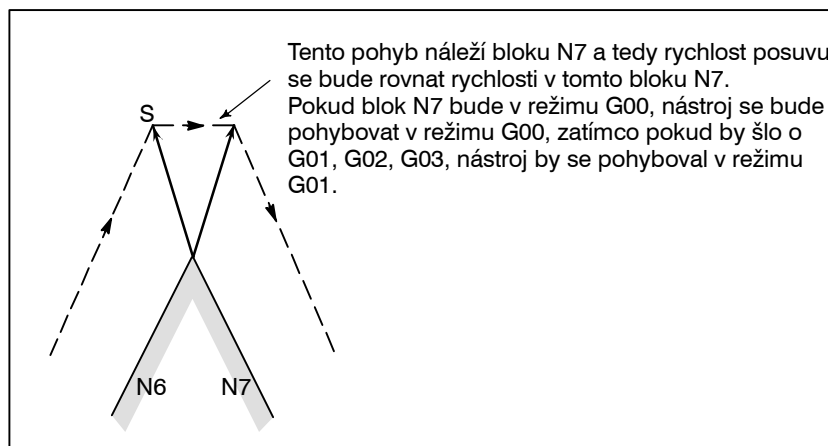 Tento pohyb náleží bloku N7 a tedy rychlost posuvu
se bude rovnat rychlosti v tomto bloku N7.
Pokud blok N7 bude v režimu G00, nástroj se bude
pohybovat v režimu G00, zatímco pokud by šlo o
G01, G02, G03, nástroj by se pohyboval v režimu
G01.
S
N6
N7